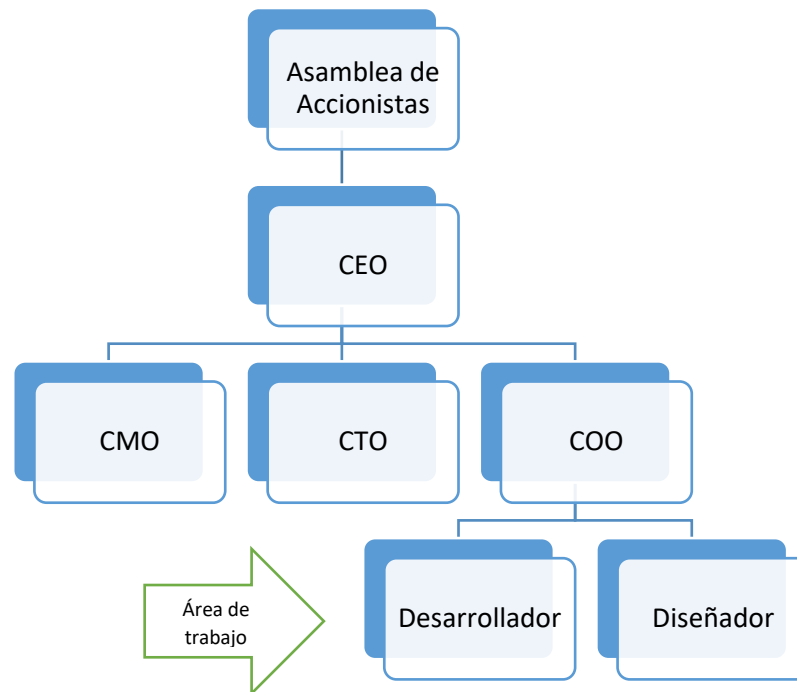 Asamblea de
Accionistas
CEO
CMO
CTO
COO
Área de
trabajo
Desarrollador
Diseñador